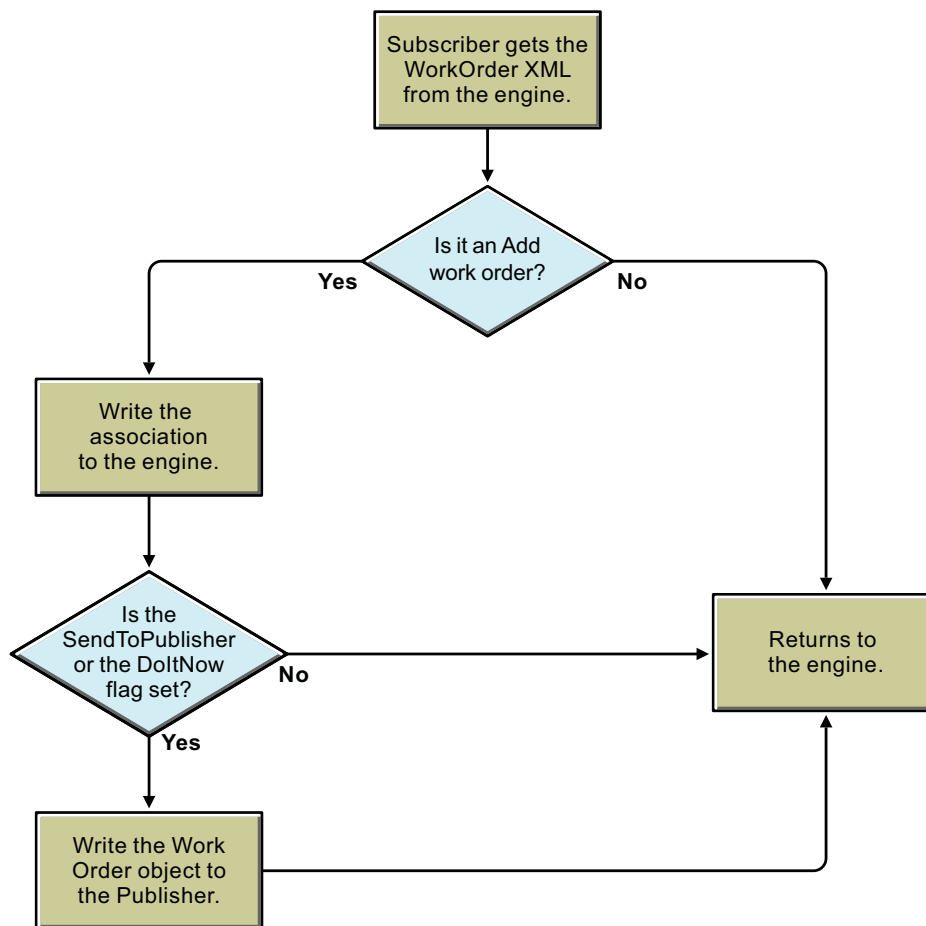 Subscriber gets the
WorkOrder XML
from the engine.
Is it an Add
work order?
Yes
No
Write the
association
to the engine.
Is the
SendToPublisher
or the DoItNow
flag set?
No
Yes
Returns to
the engine.
Write the Work
Order object to
the Publisher.